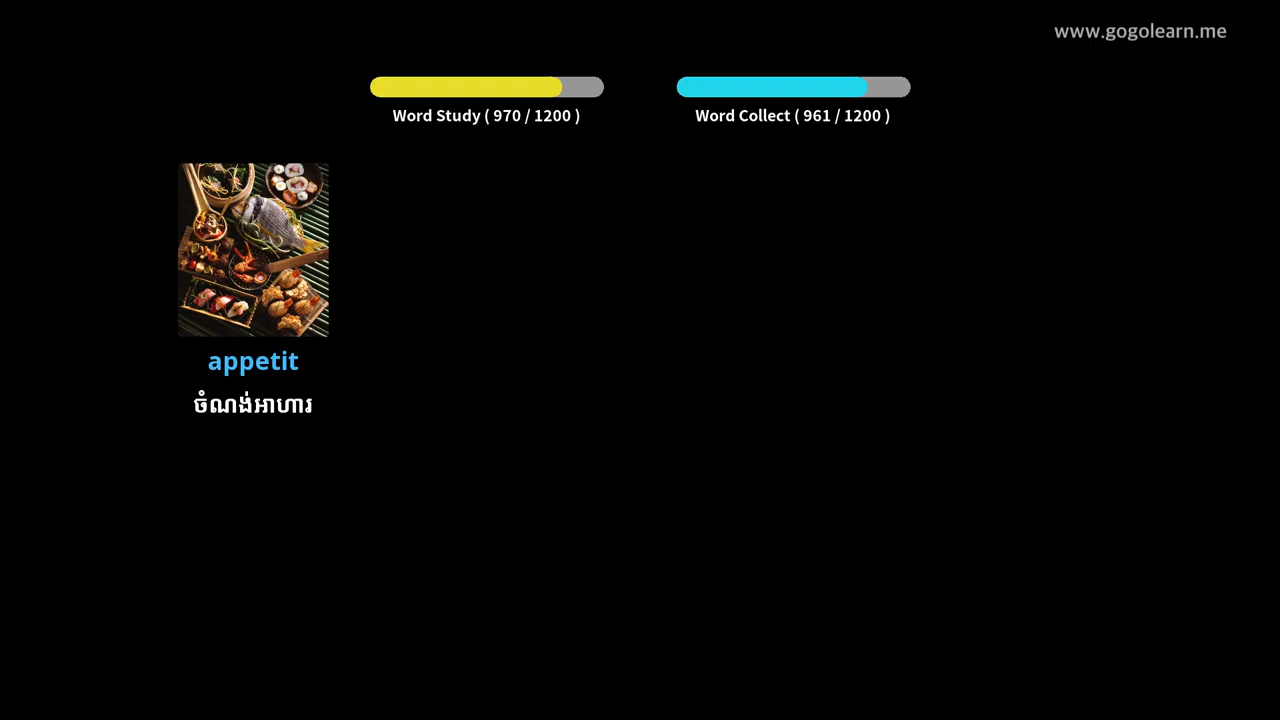 www.gogolearn.me
Word Study ( 970 / 1200 )
Word Collect ( 961 / 1200 )
appetit
ចំណង់អាហារ